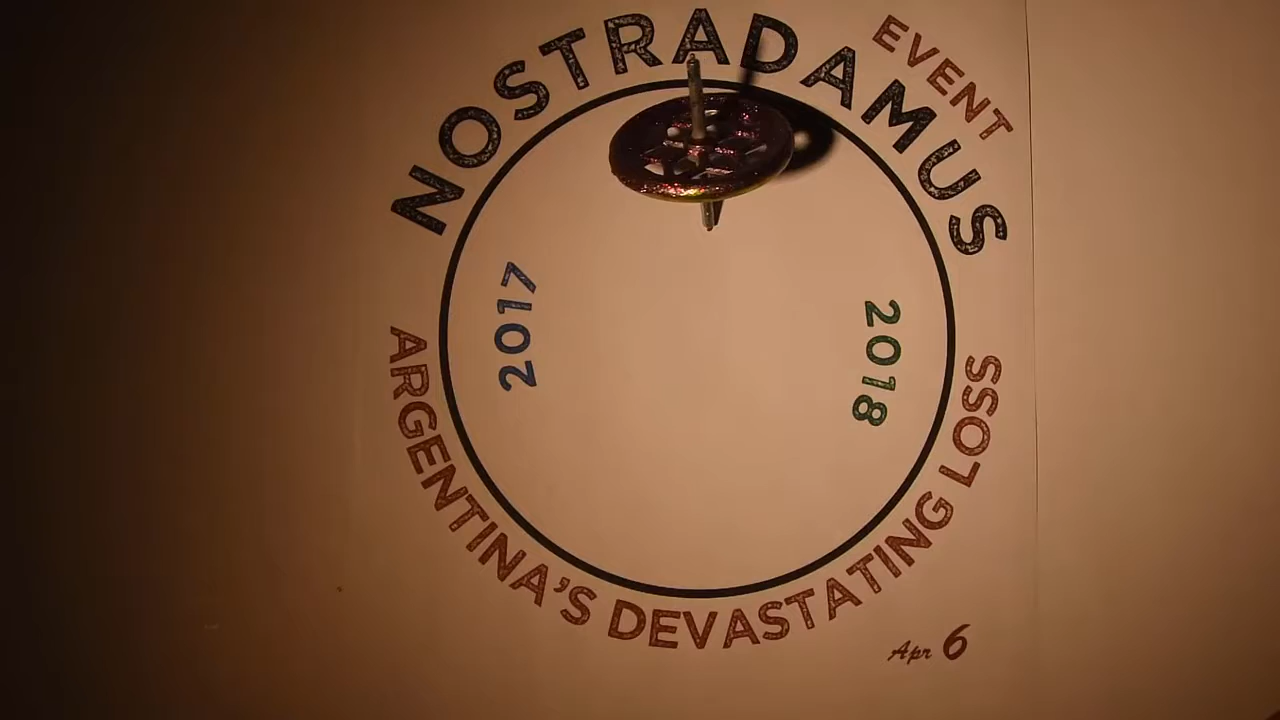 NOSTRADAMUS
EVENT
2017
2018
ARGENTINA'S DEVASTATING LOSS
Apr 6